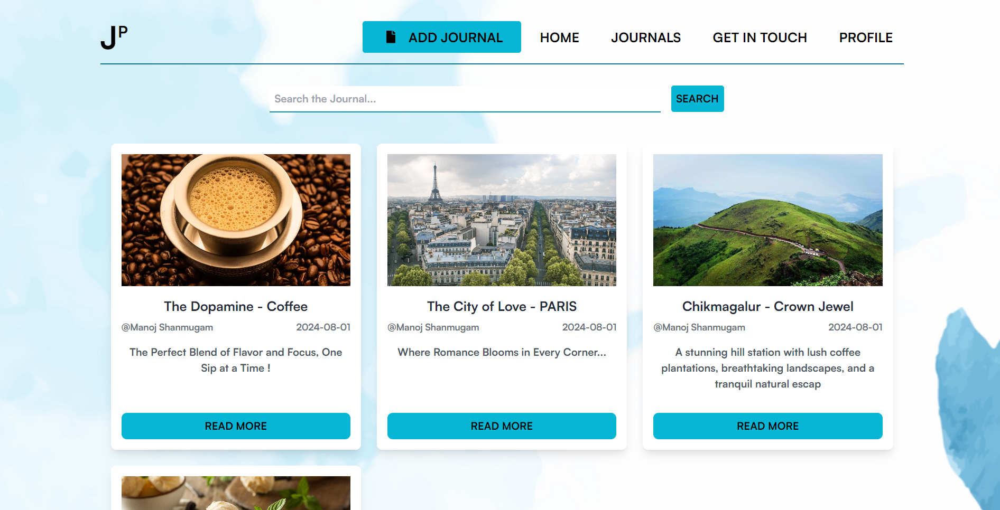 JP
ADD JOURNAL
HOME
JOURNALS
GET IN TOUCH
PROFILE
Search the Journal...
SEARCH
The Dopamine - Coffee
@Manoj Shanmugam 2024-08-01
The Perfect Blend of Flavor and Focus, One
Sip at a Time !
READ MORE
The City of Love - PARIS
@Manoj Shanmugam 2024-08-01
Where Romance Blooms in Every Corner...
READ MORE
Chikmagalur - Crown Jewel
@Manoj Shanmugam 2024-08-01
A stunning hill station with lush coffee
plantations, breathtaking landscapes, and a
tranquil natural escap
READ MORE